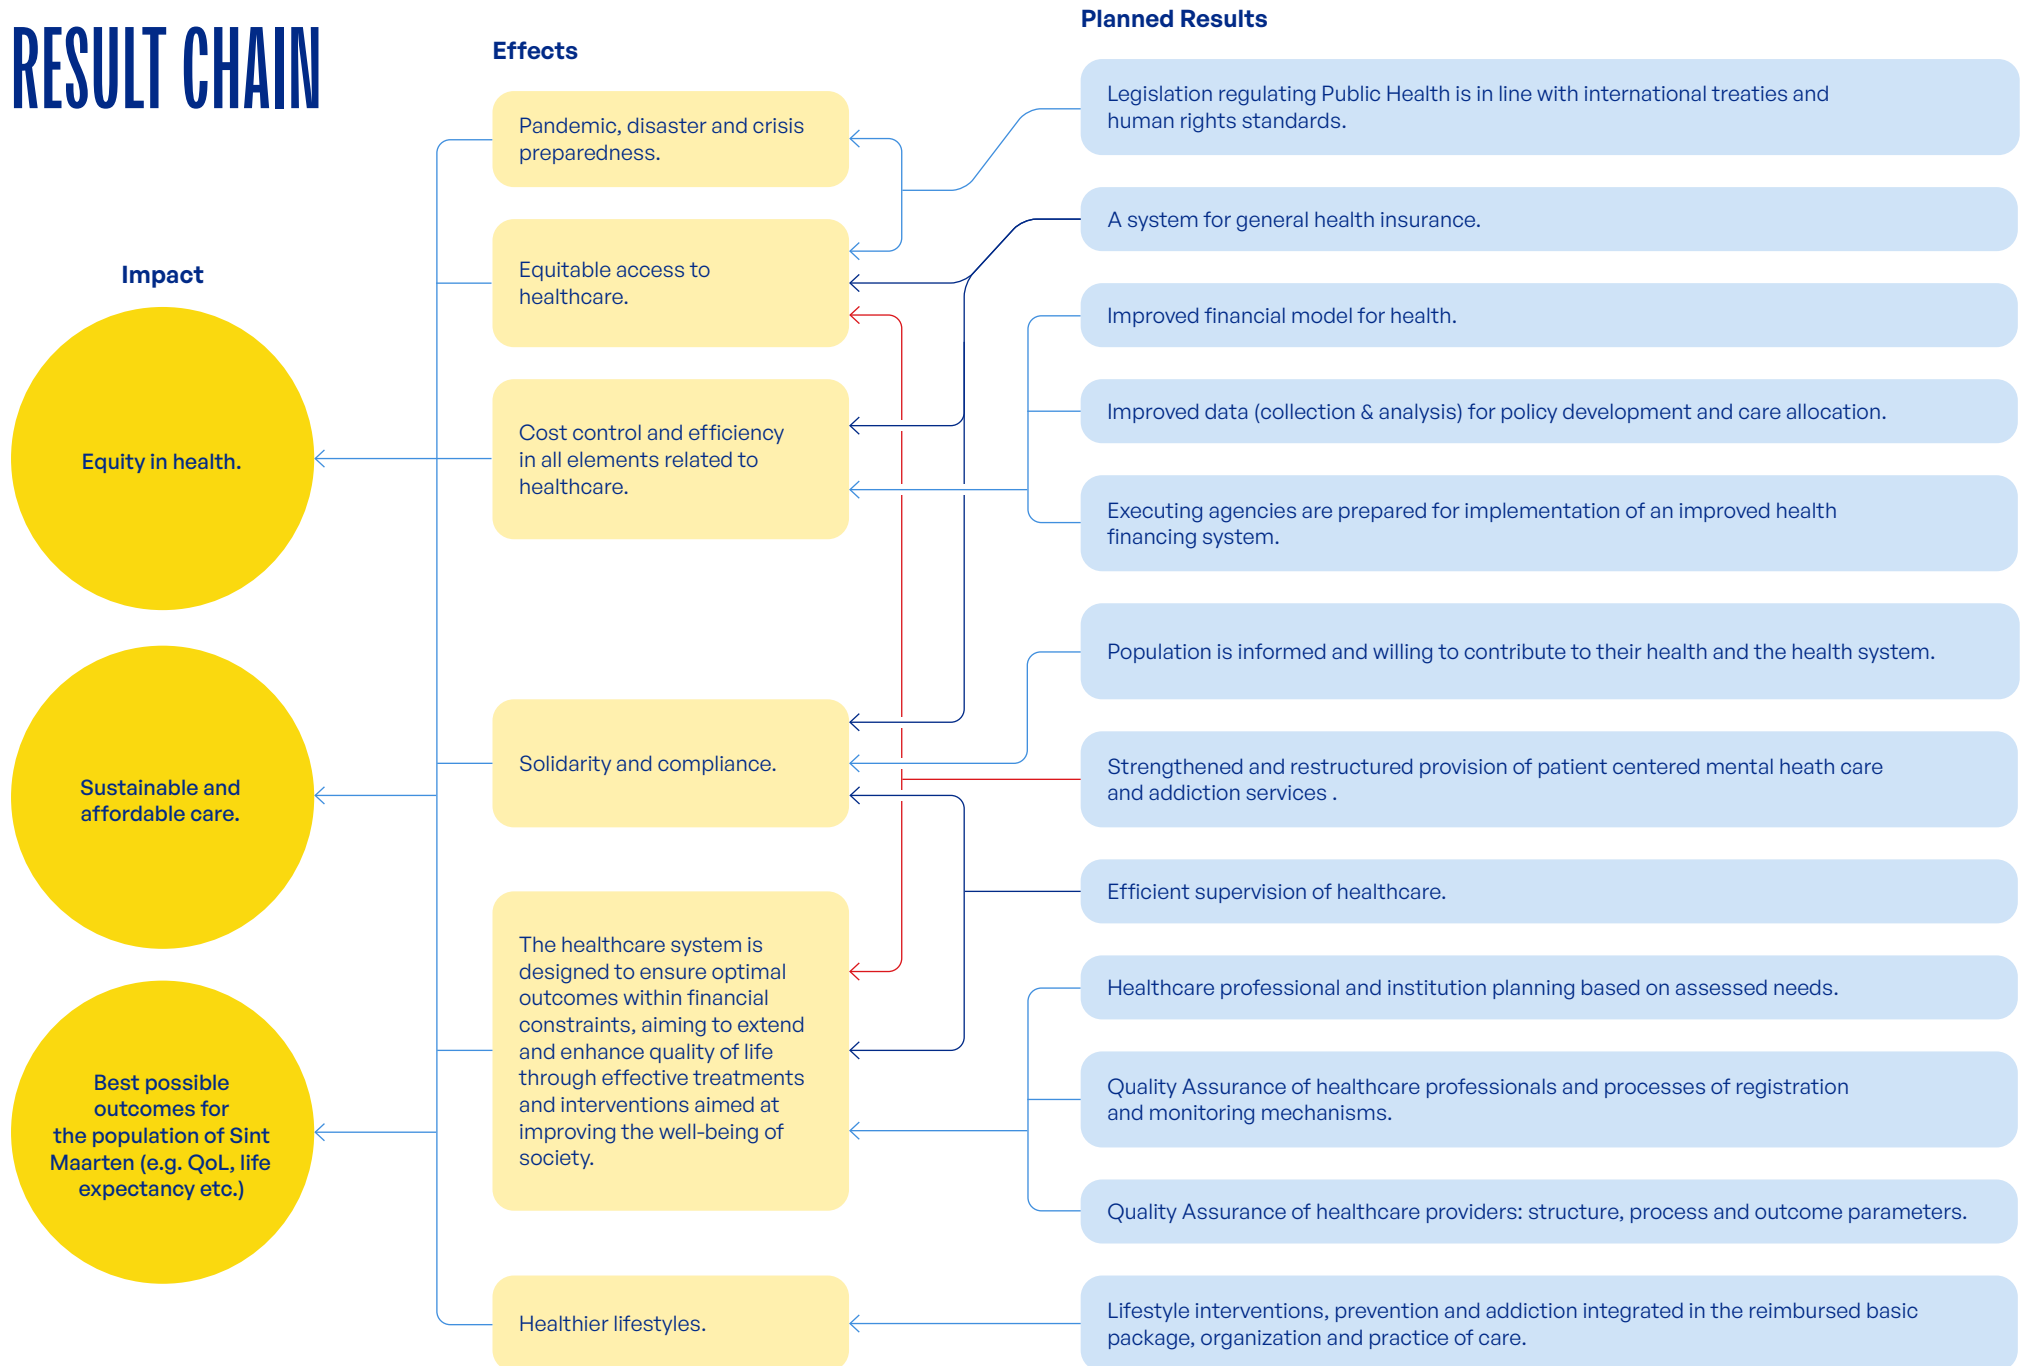 RESULT CHAIN
Impact
Equity in health.
Sustainable and
affordable care.
Best possible
outcomes for
the population of Sint
Maarten (e.g. QoL, life
expectancy etc.)
Effects
Pandemic, disaster and crisis
preparedness.
Equitable access to
healthcare.
Cost control and efficiency
in all elements related to
healthcare.
Solidarity and compliance.
The healthcare system is
designed to ensure optimal
outcomes within financial
constraints, aiming to extend
and enhance quality of life
through effective treatments
and interventions aimed at
improving the well-being of
society.
Healthier lifestyles.
Planned Results
Legislation regulating Public Health is in line with international treaties and
human rights standards.
A system for general health insurance.
Improved financial model for health.
Improved data (collection & analysis) for policy development and care allocation.
Executing agencies are prepared for implementation of an improved health
financing system.
Population is informed and willing to contribute to their health and the health system.
Strengthened and restructured provision of patient centered mental heath care
and addiction services .
Efficient supervision of healthcare.
Healthcare professional and institution planning based on assessed needs.
Quality Assurance of healthcare professionals and processes of registration
and monitoring mechanisms.
Quality Assurance of healthcare providers: structure, process and outcome parameters.
Lifestyle interventions, prevention and addiction integrated in the reimbursed basic
package, organization and practice of care.